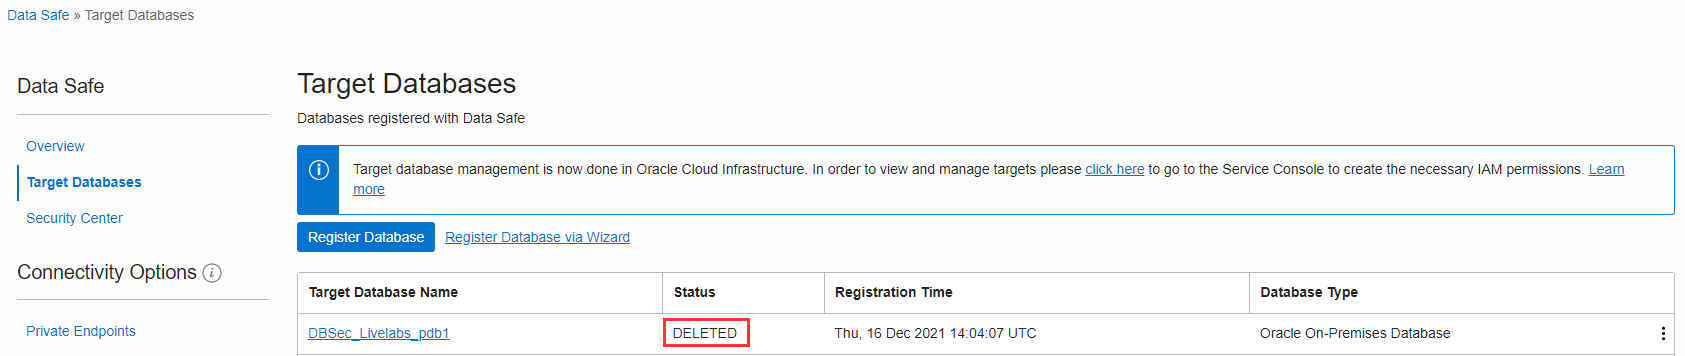 Data Safe » Target Databases
Data Safe
Overview
Target Databases
Security Center
Connectivity Options i
Private Endpoints
Target Databases
Databases registered with Data Safe
Target database management is now done in Oracle Cloud Infrastructure. In order to view and manage targets please click here to go to the Service Console to create the necessary IAM permissions. Learn
more
Register Database Register Database via Wizard
Target Database Name Status Registration Time Database Type
DBSec_Livelabs_pdb1 DELETED Thu, 16 Dec 2021 14:04:07 UTC Oracle On-Premises Database